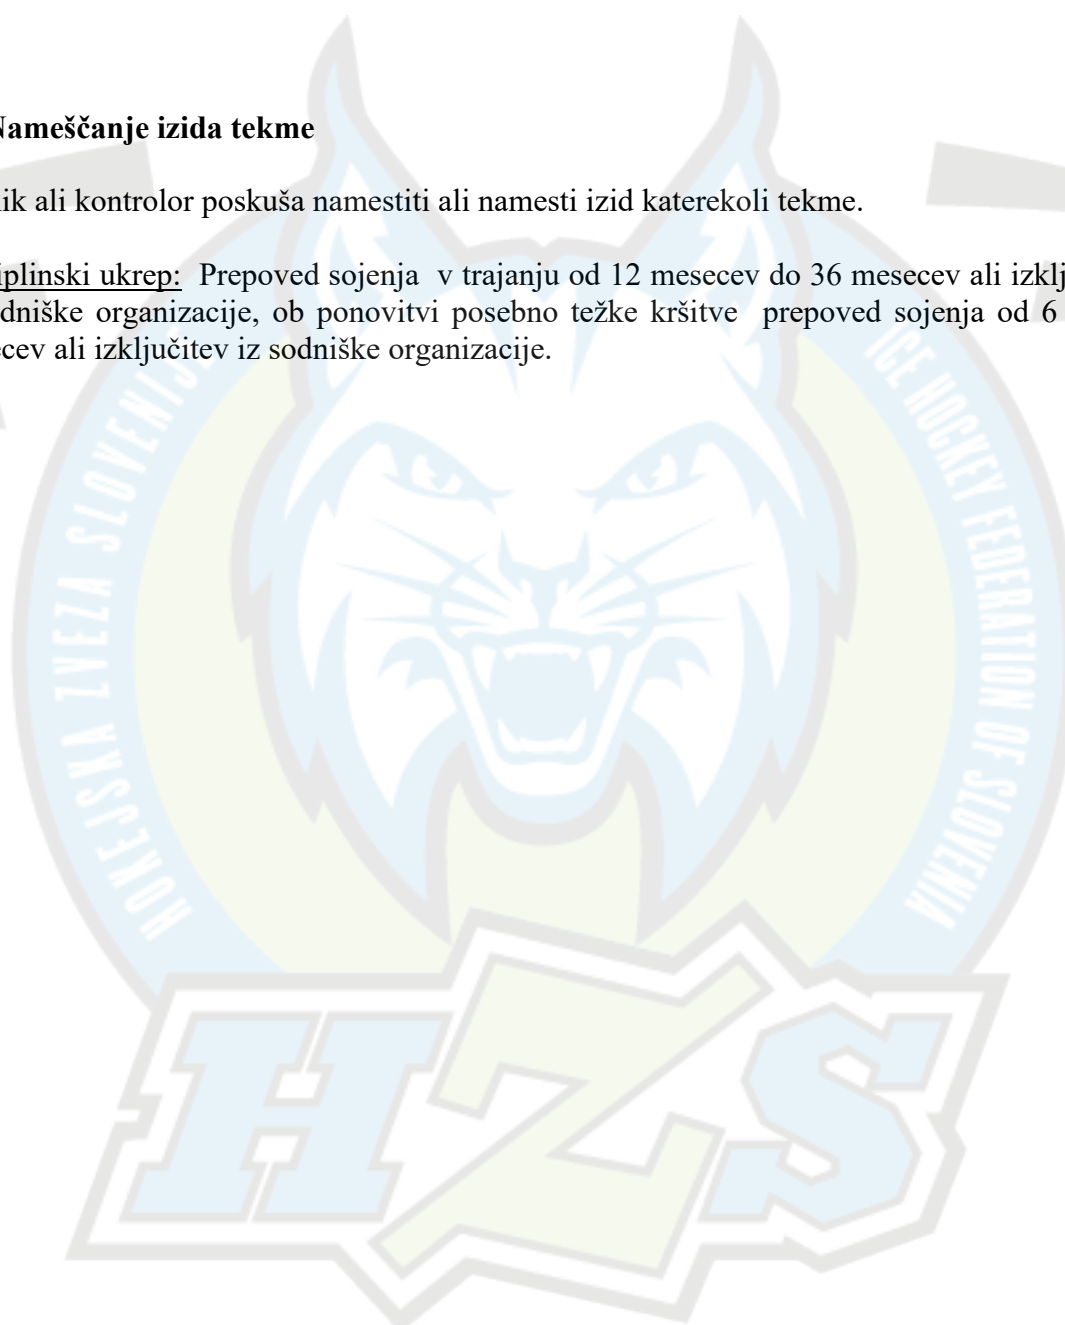 Nameščanje izida tekme
ik ali kontrolor poskuša namestiti ali namesti izid katerekoli tekme.
iplinski ukrep: Prepoved sojenja v trajanju od 12 mesecev do 36 mesecev ali izklj
dniške organizacije, ob ponovitvi posebno težke kršitve prepoved sojenja od 6
ecev ali izključitev iz sodniške organizacije.
HOKEJSKA ZVEZA SLOVENIJE
ICE HOCKEY FEDERATION OF SLOVENIA
HZS